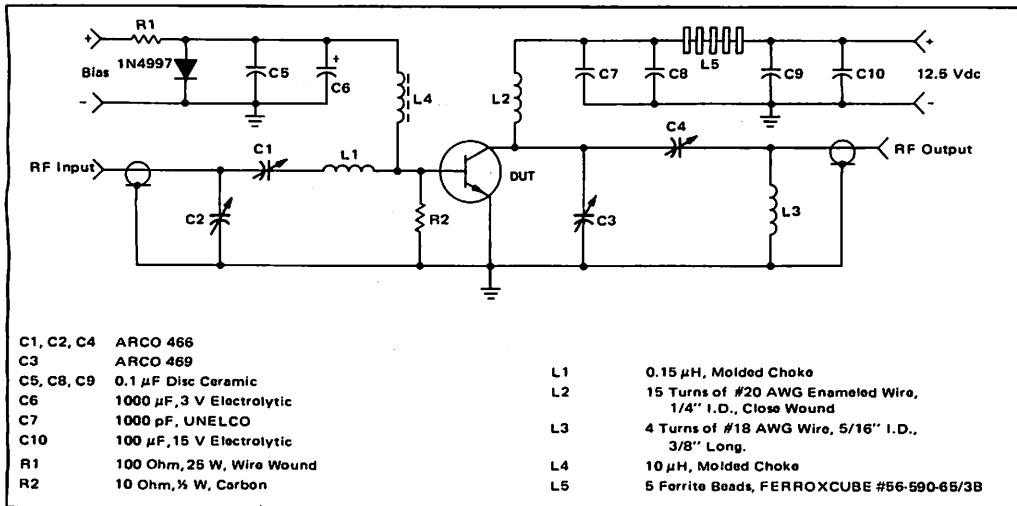 R1
+
1N4997
Bias
-
C5
+
C6
L4
L2
C7
C8
L5
C9
C10
+
12.5 Vdc
-
RF Input
C1
L1
C2
R2
DUT
C4
C3
L3
RF Output
C1, C2, C4 ARCO 466
C3 ARCO 469
C5, C8, C9 0.1 μF Disc Ceramic
C6 1000 μF, 3 V Electrolytic
C7 1000 pF, UNELCO
C10 100 μF, 15 V Electrolytic
R1 100 Ohm, 25 W, Wire Wound
R2 10 Ohm, ½ W, Carbon
L1 0.15 μH, Molded Choke
L2 15 Turns of #20 AWG Enameled Wire,
1/4" I.D., Close Wound
L3 4 Turns of #18 AWG Wire, 5/16" I.D.,
3/8" Long.
L4 10 μH, Molded Choke
L5 5 Ferrite Beads, FERROXCUBE #56-590-65/3B